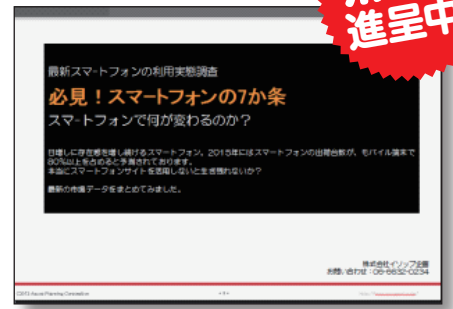 進呈中
最新スマートフォンの利用実態調査
必見！スマートフォンの7か条
スマートフォンで何が変わるのか？
日増しに存在感を増し続けるスマートフォン。2015年にはスマートフォンの出荷台数が、モバイル端末で
80%以上を占めると予測されております。
本当にスマートフォンサイトを活用しないと生き残れないか？
最新の市場データをまとめてみました。
株式会社イソップ企画
お問い合わせ：06-6632-0234